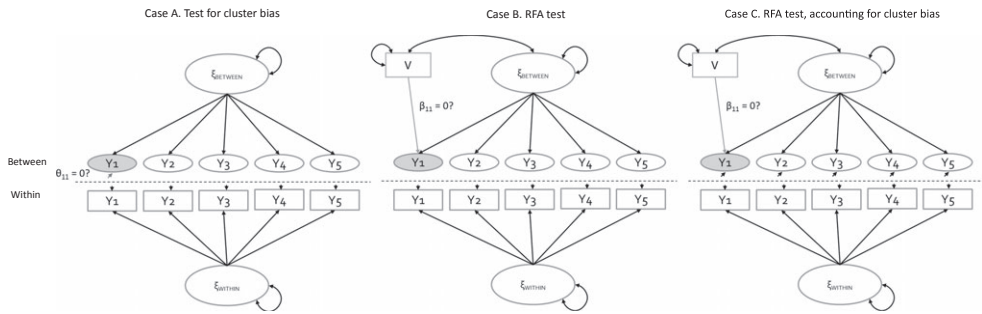 Case A. Test for cluster bias
Case B. RFA test
Case C. RFA test, accounting for cluster bias
V
V
ξBETWEEN
ξBETWEEN
ξBETWEEN
β11 = 0?
β11 = 0?
Between
Y1 Y2 Y3 Y4 Y5
Y1 Y2 Y3 Y4 Y5
Y1 Y2 Y3 Y4 Y5
θ11 = 0?
Within
Y1 Y2 Y3 Y4 Y5
Y1 Y2 Y3 Y4 Y5
Y1 Y2 Y3 Y4 Y5
ξWITHIN
ξWITHIN
ξWITHIN